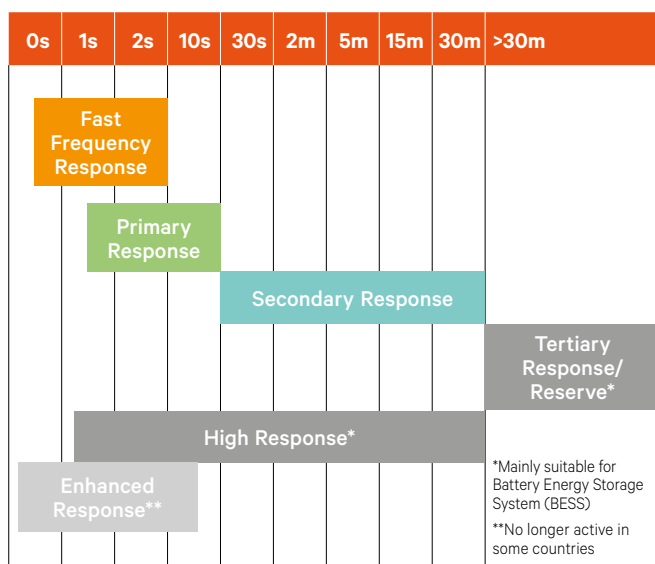 0s 1s 2s 10s 30s 2m 5m 15m 30m >30m
Fast
Frequency
Response
Primary
Response
Secondary Response
Tertiary
Response/
Reserve*
High Response*
Enhanced
Response**
*Mainly suitable for
Battery Energy Storage
System (BESS)
**No longer active in
some countries